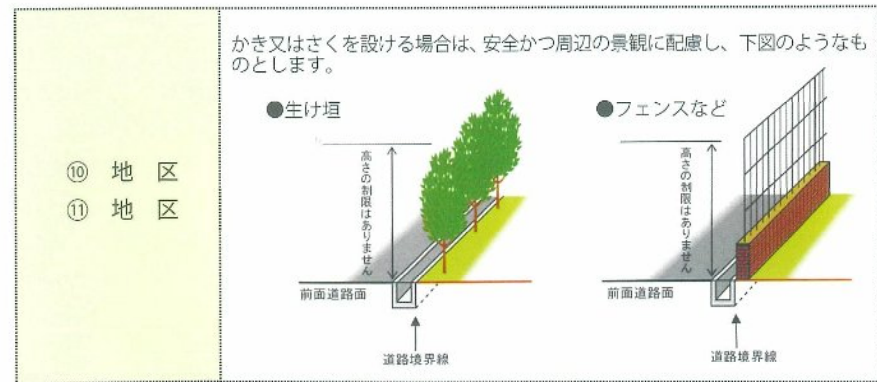 ⑩ 地 区
⑪ 地 区
かき又はさくを設ける場合は、安全かつ周辺の景観に配慮し、下図のようなも
のとします。
●生け垣
高さの制限はありません
前面道路面
道路境界線
●フェンスなど
高さの制限はありません
前面道路面
道路境界線